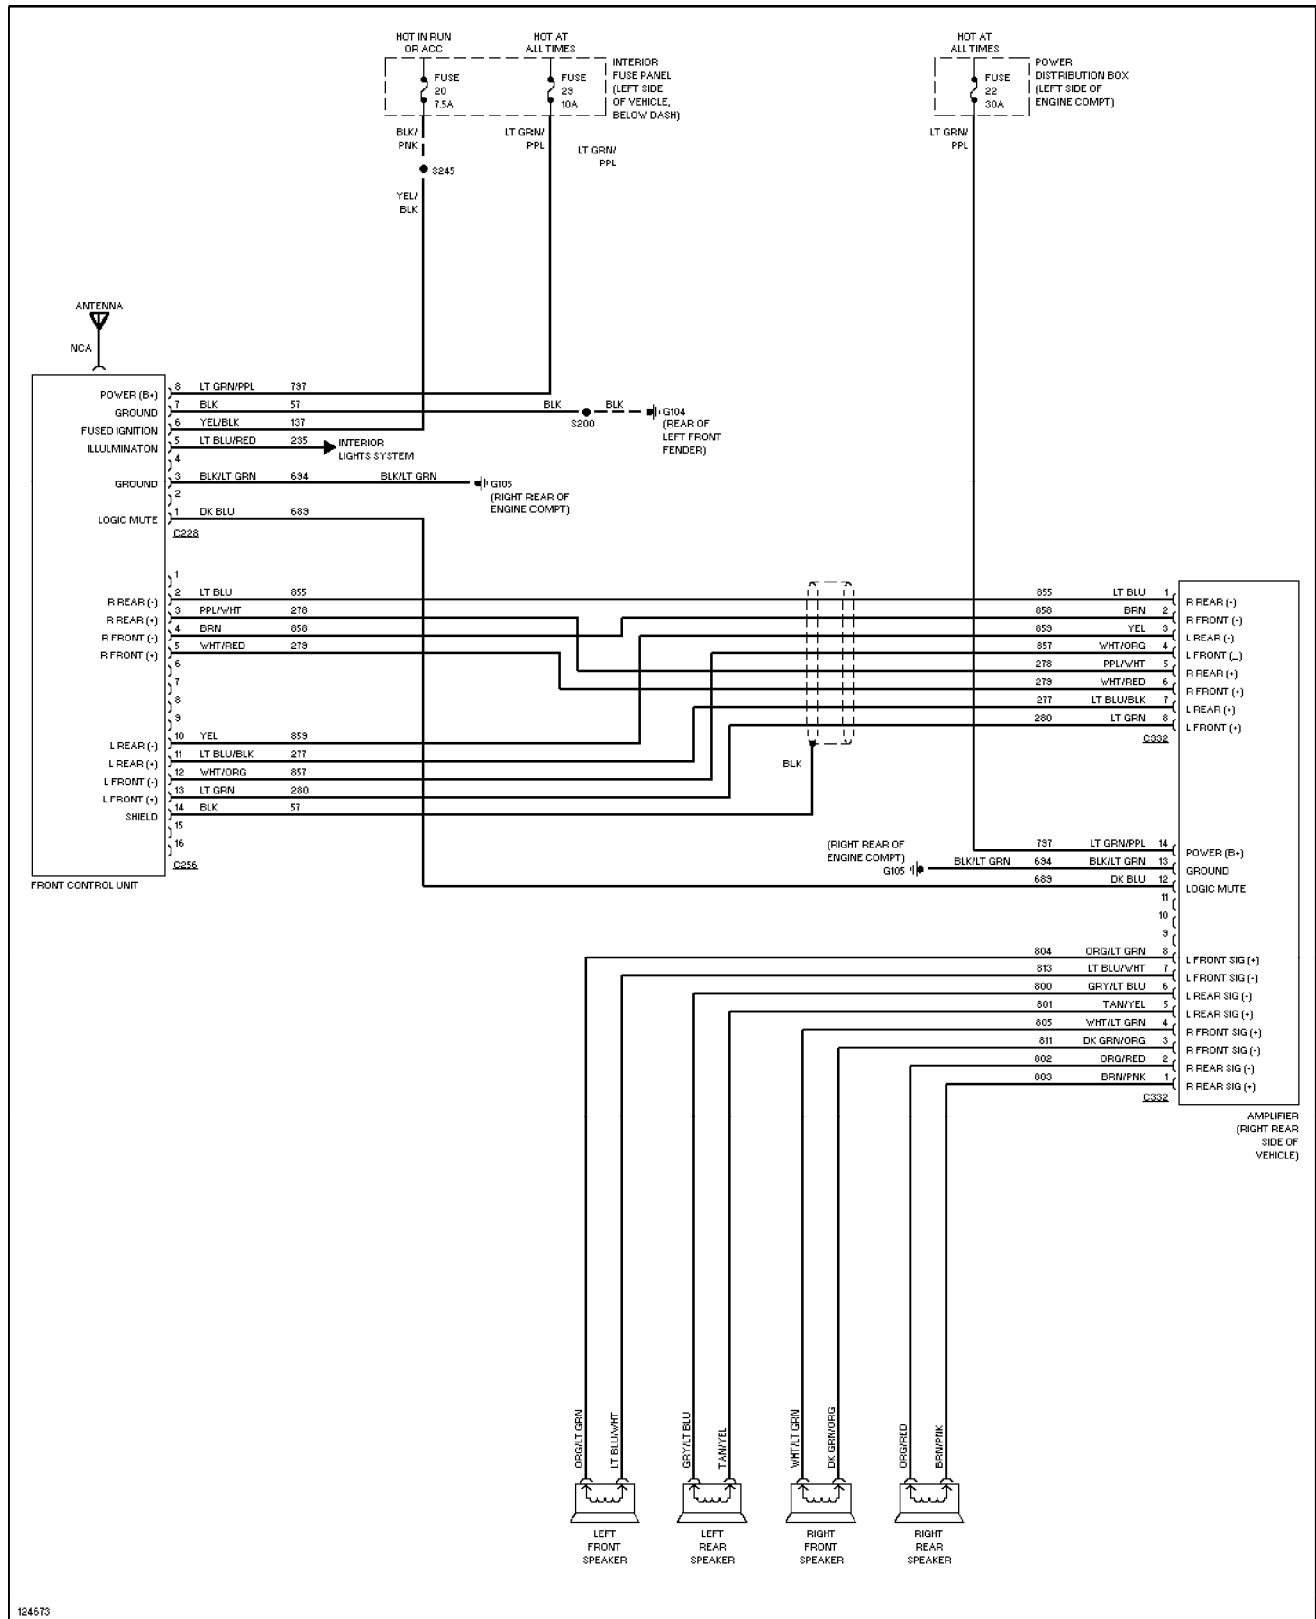 HOT IN RUN
OR ACC
HOT AT
ALL TIMES
HOT AT
ALL TIMES
FUSE
20
7.5A
FUSE
29
10A
INTERIOR
FUSE PANEL
(LEFT SIDE
OF VEHICLE,
BELOW DASH)
FUSE
22
30A
POWER
DISTRIBUTION BOX
(LEFT SIDE OF
ENGINE COMPT)
BLK/
PNK
LT GRN/
PPL
LT GRN/
PPL
LT GRN/
PPL
S245
YEL/
BLK
ANTENNA
NCA
POWER (B+) 8 LT GRN/PPL 797
GROUND 7 BLK 57 BLK BLK
S200
G104
(REAR OF
LEFT FRONT
FENDER)
FUSED IGNITION 6 YEL/BLK 137
ILLULMINATON 5 LT BLU/RED 235
INTERIOR
LIGHTS SYSTEM
4
GROUND 3 BLK/LT GRN 694 BLK/LT GRN
G105
(RIGHT REAR OF
ENGINE COMPT)
2
LOGIC MUTE 1 DK BLU 689
C228
1
R REAR (-) 2 LT BLU 855
R REAR (+) 3 PPL/WHT 278
R FRONT (-) 4 BRN 858
R FRONT (+) 5 WHT/RED 279
6
7
8
9
L REAR (-) 10 YEL 859
L REAR (+) 11 LT BLU/BLK 277
L FRONT (-) 12 WHT/ORG 857
L FRONT (+) 13 LT GRN 280
SHIELD 14 BLK 57
15
16
C256
FRONT CONTROL UNIT
BLK
855 LT BLU 1 R REAR (-)
858 BRN 2 R FRONT (-)
859 YEL 3 L REAR (-)
857 WHT/ORG 4 L FRONT (_)
278 PPL/WHT 5 R REAR (+)
279 WHT/RED 6 R FRONT (+)
277 LT BLU/BLK 7 L REAR (+)
280 LT GRN 8 L FRONT (+)
C332
797 LT GRN/PPL 14 POWER (B+)
(RIGHT REAR OF
ENGINE COMPT)
G105
BLK/LT GRN 694 BLK/LT GRN 13 GROUND
689 DK BLU 12 LOGIC MUTE
11
10
9
804 ORG/LT GRN 8 L FRONT SIG (+)
813 LT BLU/WHT 7 L FRONT SIG (-)
800 GRY/LT BLU 6 L REAR SIG (-)
801 TAN/YEL 5 L REAR SIG (+)
805 WHT/LT GRN 4 R FRONT SIG (+)
811 DK GRN/ORG 3 R FRONT SIG (-)
802 ORG/RED 2 R REAR SIG (-)
803 BRN/PNK 1 R REAR SIG (+)
C332
AMPLIFIER
(RIGHT REAR
SIDE OF
VEHICLE)
ORG/LT GRN
LT BLU/WHT
GRY/LT BLU
TAN/YEL
WHT/LT GRN
DK GRN/ORG
ORG/RED
BRN/PNK
LEFT
FRONT
SPEAKER
LEFT
REAR
SPEAKER
RIGHT
FRONT
SPEAKER
RIGHT
REAR
SPEAKER
124673